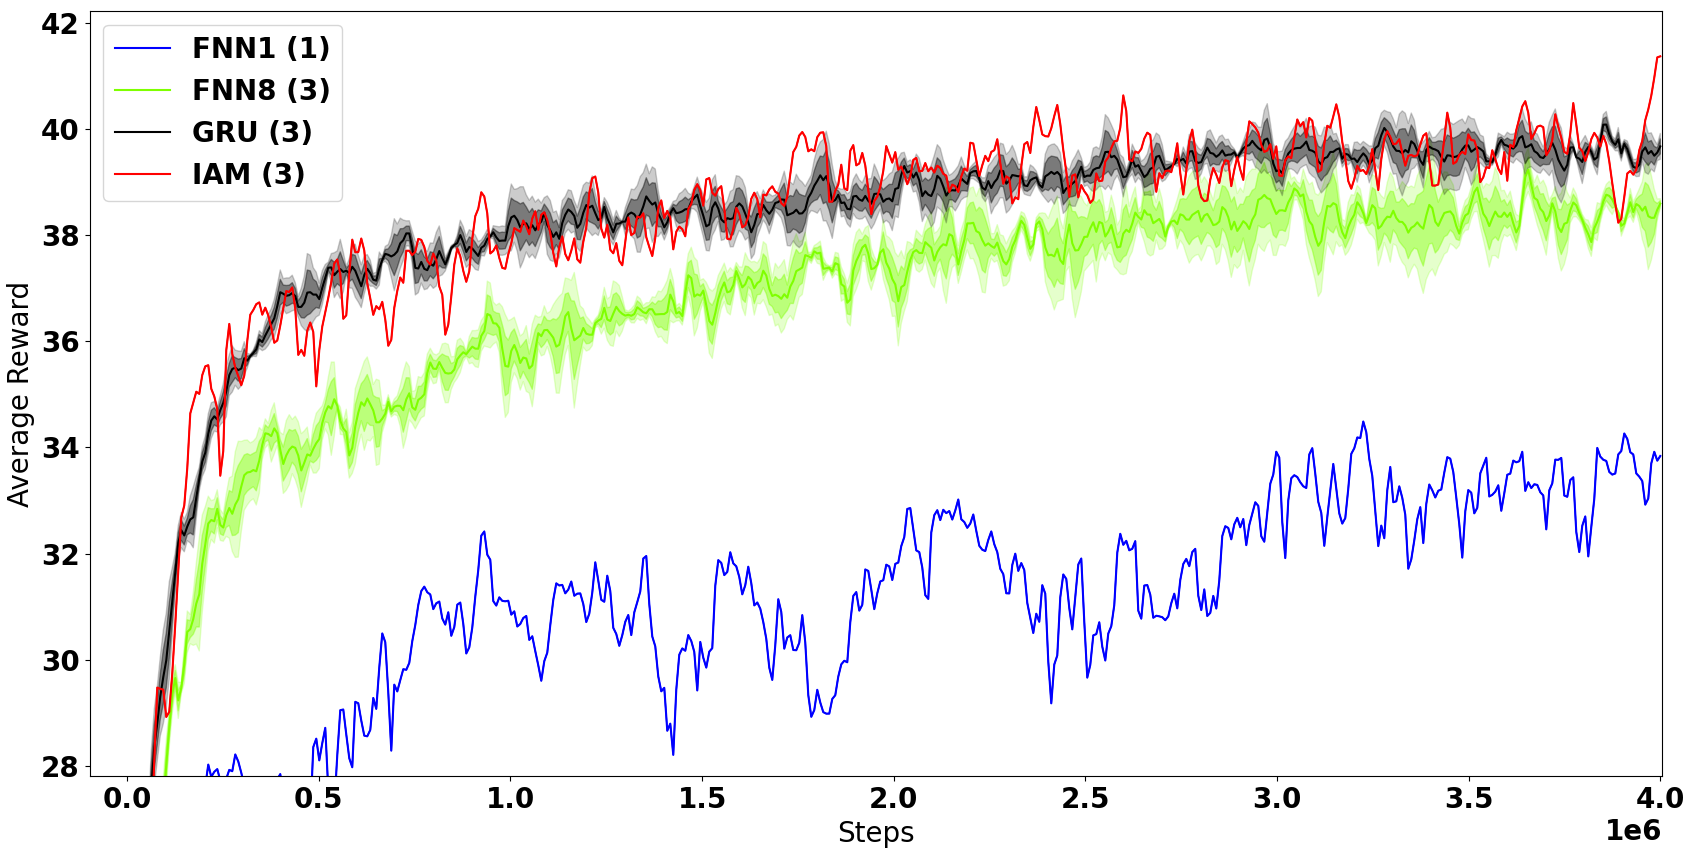 FNN1 (1)
FNN8 (3)
GRU (3)
IAM (3)
42
40
38
36
34
32
30
28
Average Reward
0.0 0.5 1.0 1.5 2.0 2.5 3.0 3.5 4.0
Steps
1e6